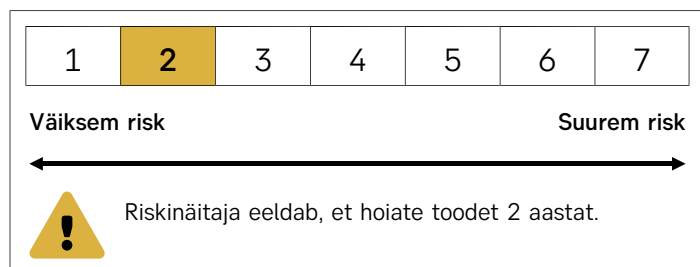 1 2 3 4 5 6 7
Väiksem risk Suurem risk
Riskinäitaja eeldab, et hoiate toodet 2 aastat.